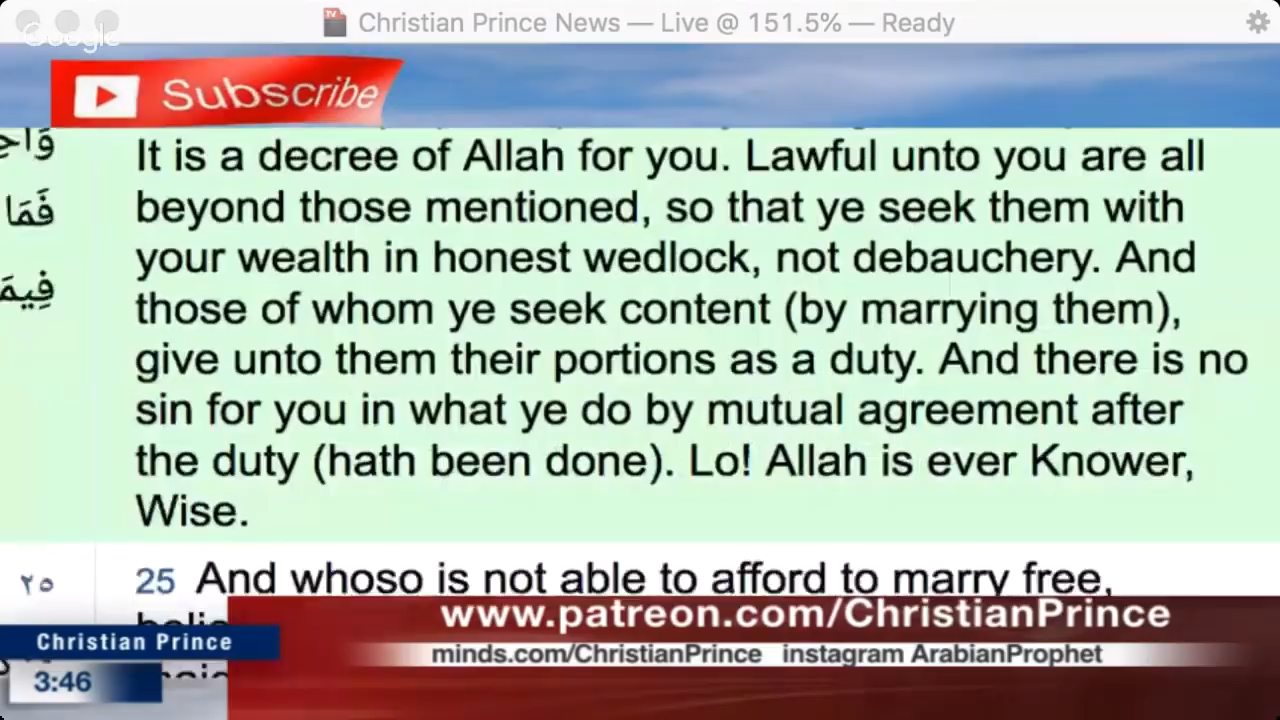 Christian Prince News — Live @ 151.5% — Ready
Google
Subscribe
It is a decree of Allah for you. Lawful unto you are all
beyond those mentioned, so that ye seek them with
your wealth in honest wedlock, not debauchery. And
those of whom ye seek content (by marrying them),
give unto them their portions as a duty. And there is no
sin for you in what ye do by mutual agreement after
the duty (hath been done). Lo! Allah is ever Knower,
Wise.
فَمَا
٢٥
25 And whoso is not able to afford to marry free,
www.patreon.com/ChristianPrince
Christian Prince
minds.com/ChristianPrince instagram ArabianProphet
3:46